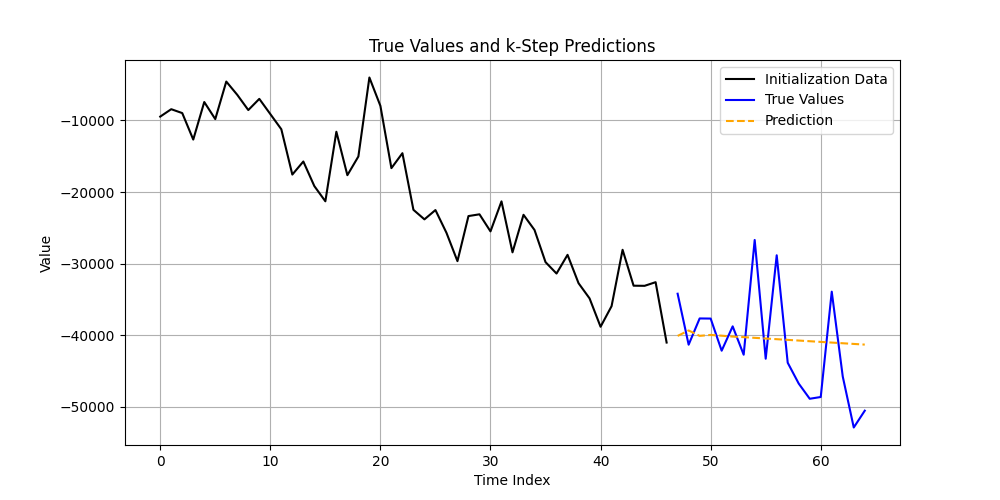 True Values and k-Step Predictions
Initialization Data
True Values
Prediction
Value
−10000
−20000
−30000
−40000
−50000
0 10 20 30 40 50 60
Time Index